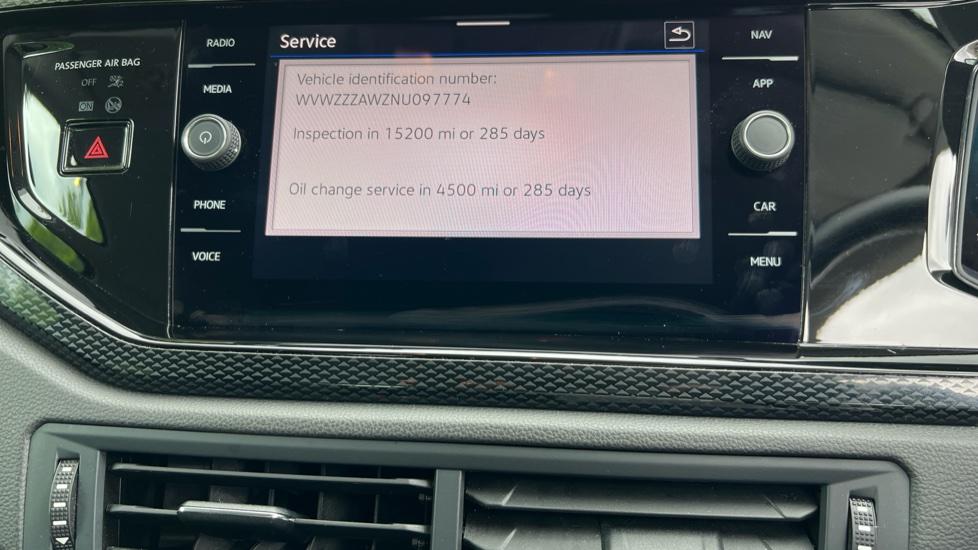 PASSENGER AIR BAG
OFF
ON
RADIO
MEDIA
PHONE
VOICE
Service
Vehicle identification number:
WVWZZZAWZNU097774
Inspection in 15200 mi or 285 days
Oil change service in 4500 mi or 285 days
NAV
APP
CAR
MENU